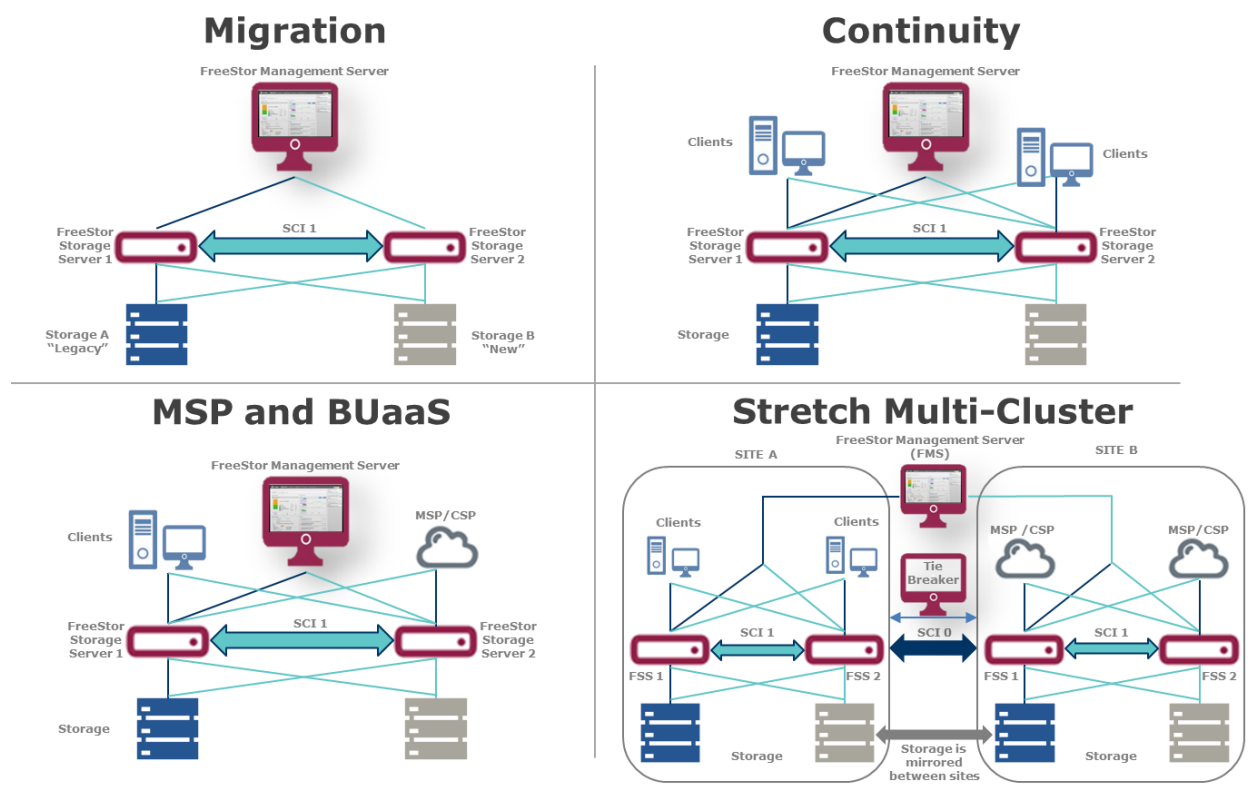 Migration
FreeStor Management Server
FreeStor
Storage
Server 1
SCI 1
FreeStor
Storage
Server 2
Storage A
“Legacy”
Storage B
“New”
Continuity
FreeStor Management Server
Clients
Clients
FreeStor
Storage
Server 1
SCI 1
FreeStor
Storage
Server 2
Storage
MSP and BUaaS
FreeStor Management Server
Clients
MSP/CSP
FreeStor
Storage
Server 1
SCI 1
FreeStor
Storage
Server 2
Storage
Stretch Multi-Cluster
FreeStor Management Server
(FMS)
SITE A
SITE B
Clients
Clients
MSP /CSP
MSP/CSP
Tie
Breaker
SCI 1
SCI 0
SCI 1
FSS 1
FSS 2
FSS 1
FSS 2
Storage
Storage is
mirrored
between sites
Storage